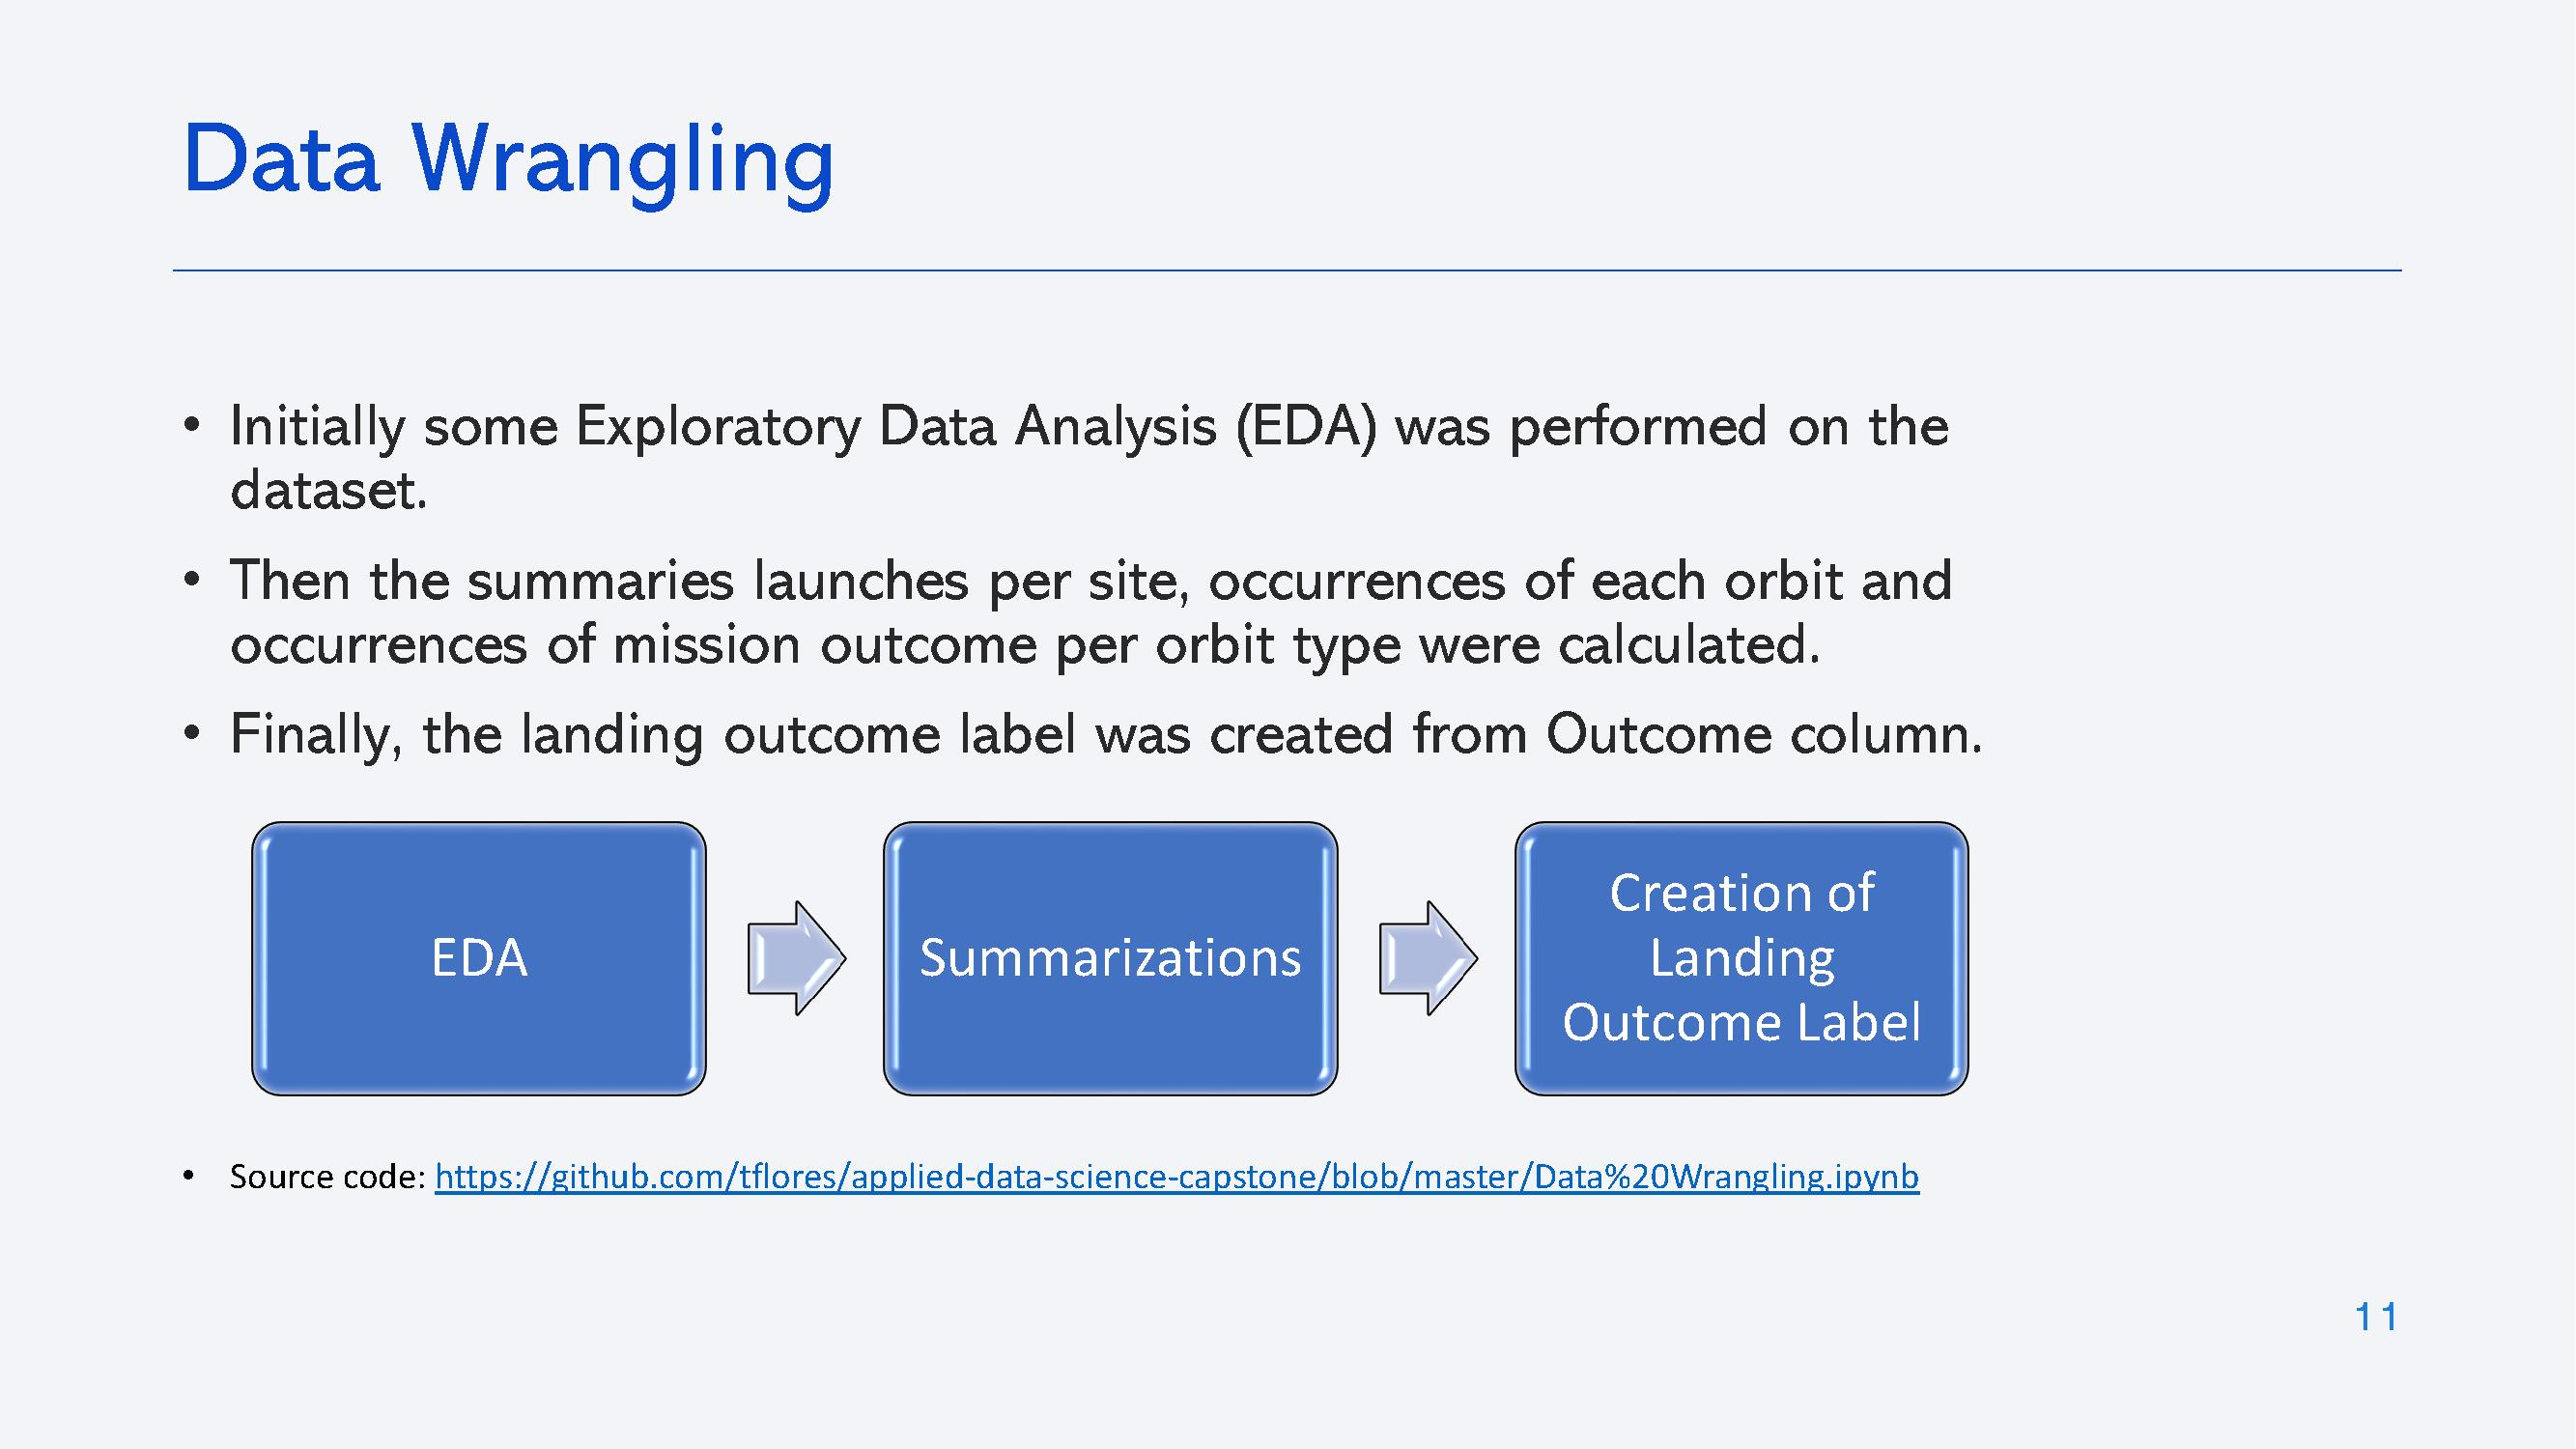 Data Wrangling
• Initially some Exploratory Data Analysis (EDA) was performed on the
dataset.
• Then the summaries launches per site, occurrences of each orbit and
occurrences of mission outcome per orbit type were calculated.
• Finally, the landing outcome label was created from Outcome column.
EDA
Summarizations
Creation of
Landing
Outcome Label
• Source code: https://github.com/tflores/applied-data-science-capstone/blob/master/Data%20Wrangling.ipynb
11